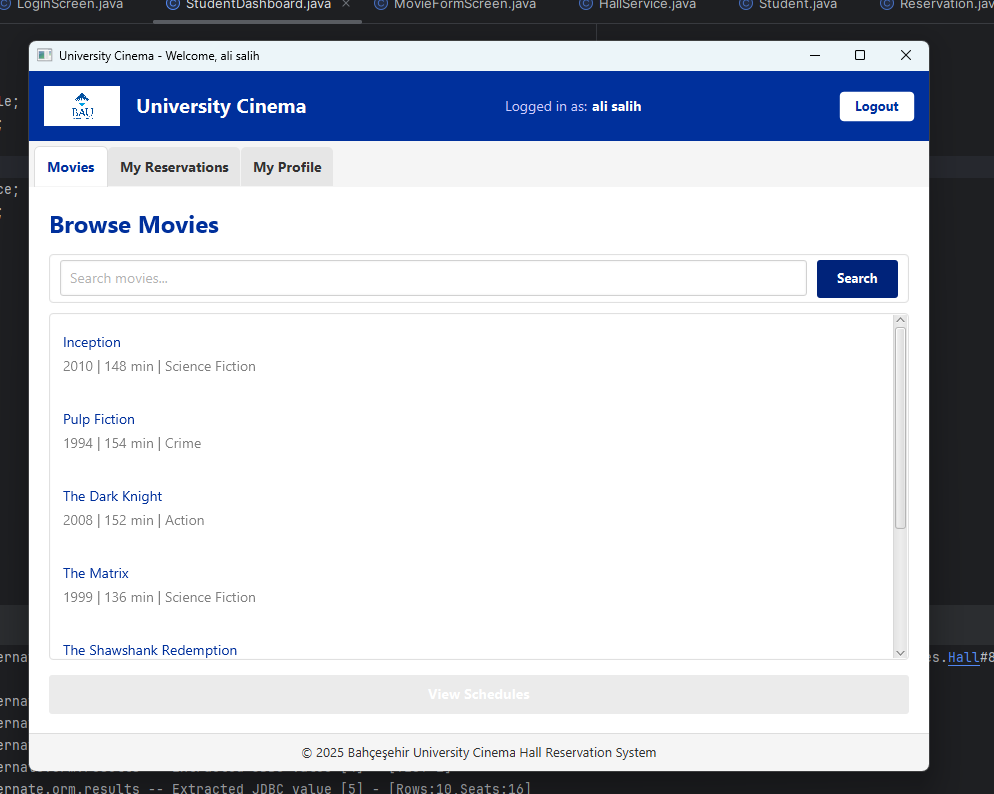 LoginScreen.java
StudentDashboard.java
MovieFormScreen.java
HallService.java
Student.java
University Cinema - Welcome, ali salih
BAU
University Cinema
Logged in as: ali salih
Logout
Movies
My Reservations
My Profile
Browse Movies
Search movies...
Search
Inception
2010 | 148 min | Science Fiction
Pulp Fiction
1994 | 154 min | Crime
The Dark Knight
2008 | 152 min | Action
The Matrix
1999 | 136 min | Science Fiction
The Shawshank Redemption
es.Hall#8
View Schedules
© 2025 Bahçeşehir University Cinema Hall Reservation System
ernate.orm.results -- Extracted JDBC value [5] - [Rows:10,Seats:16]